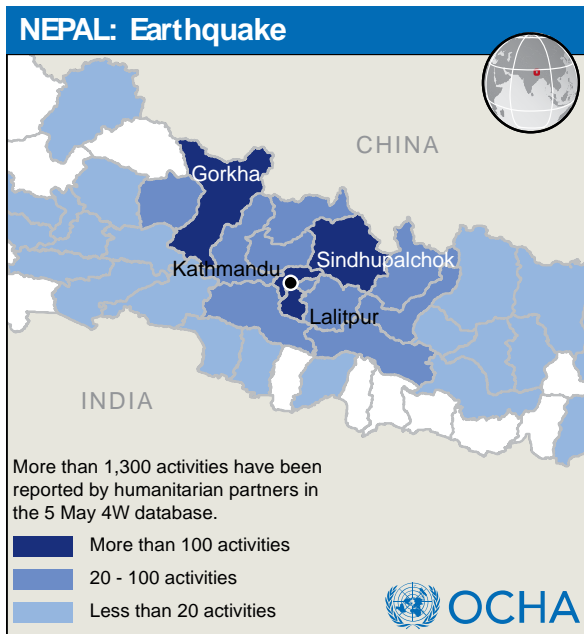 NEPAL: Earthquake
CHINA
Gorkha
Sindhupalchok
Kathmandu
Lalitpur
INDIA
More than 1,300 activities have been
reported by humanitarian partners in
the 5 May 4W database.
More than 100 activities
20 - 100 activities
Less than 20 activities
OCHA